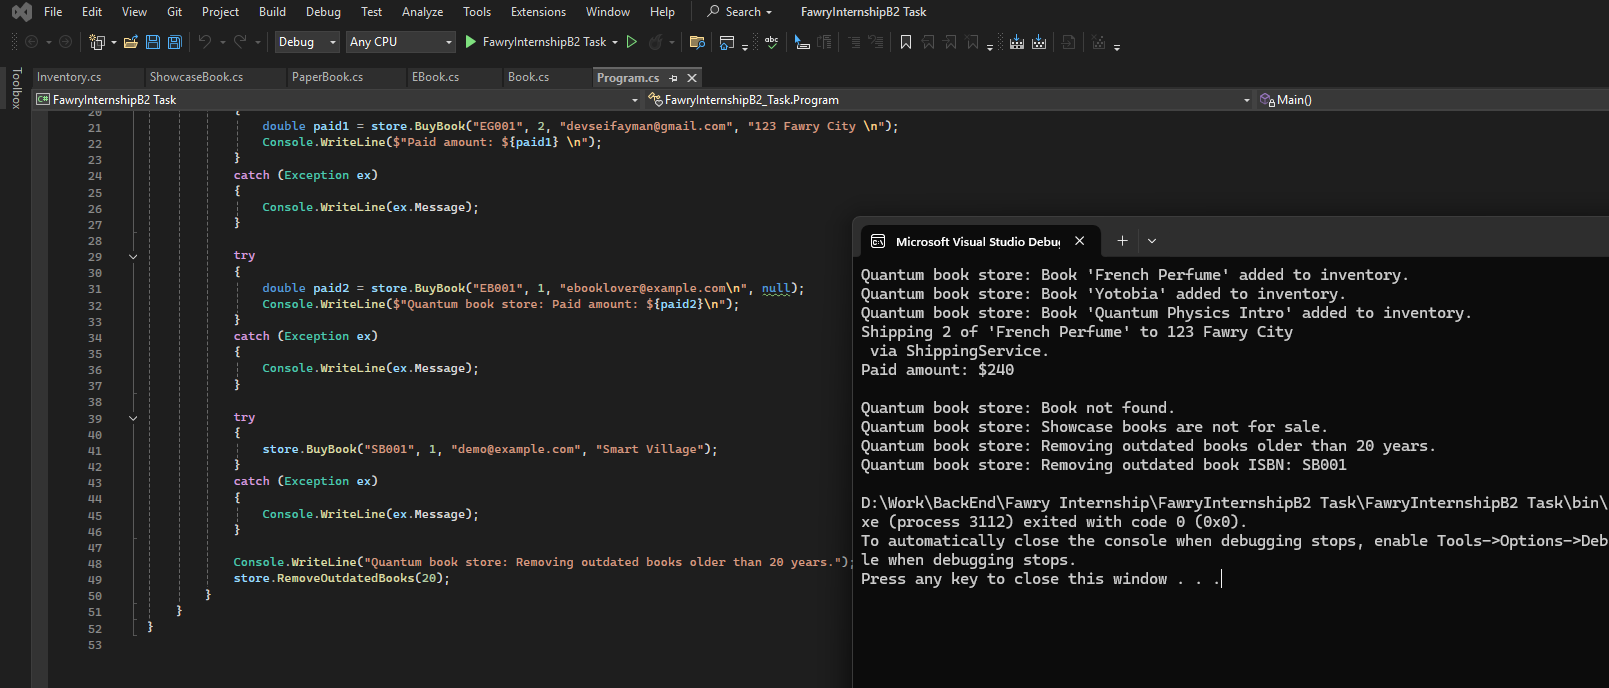 File Edit View Git Project Build Debug Test Analyze Tools Extensions Window Help Search FawryInternshipB2 Task
Debug Any CPU FawryInternshipB2 Task
Toolbox
Inventory.cs ShowcaseBook.cs PaperBook.cs EBook.cs Book.cs Program.cs
C# FawryInternshipB2 Task FawryInternshipB2_Task.Program Main()
20 {
21 double paid1 = store.BuyBook("EG001", 2, "devseifayman@gmail.com", "123 Fawry City \n");
22 Console.WriteLine($"Paid amount: ${paid1} \n");
23 }
24 catch (Exception ex)
25 {
26 Console.WriteLine(ex.Message);
27 }
28
29 try
30 {
31 double paid2 = store.BuyBook("EB001", 1, "ebooklover@example.com\n", null);
32 Console.WriteLine($"Quantum book store: Paid amount: ${paid2}\n");
33 }
34 catch (Exception ex)
35 {
36 Console.WriteLine(ex.Message);
37 }
38
39 try
40 {
41 store.BuyBook("SB001", 1, "demo@example.com", "Smart Village");
42 }
43 catch (Exception ex)
44 {
45 Console.WriteLine(ex.Message);
46 }
47
48 Console.WriteLine("Quantum book store: Removing outdated books older than 20 years.");
49 store.RemoveOutdatedBooks(20);
50 }
51 }
52 }
53
Microsoft Visual Studio Debu
Quantum book store: Book 'French Perfume' added to inventory.
Quantum book store: Book 'Yotobia' added to inventory.
Quantum book store: Book 'Quantum Physics Intro' added to inventory.
Shipping 2 of 'French Perfume' to 123 Fawry City
via ShippingService.
Paid amount: $240
Quantum book store: Book not found.
Quantum book store: Showcase books are not for sale.
Quantum book store: Removing outdated books older than 20 years.
Quantum book store: Removing outdated book ISBN: SB001
D:\Work\BackEnd\Fawry Internship\FawryInternshipB2 Task\FawryInternshipB2 Task\bin\
xe (process 3112) exited with code 0 (0x0).
To automatically close the console when debugging stops, enable Tools->Options->Deb
le when debugging stops.
Press any key to close this window . . .